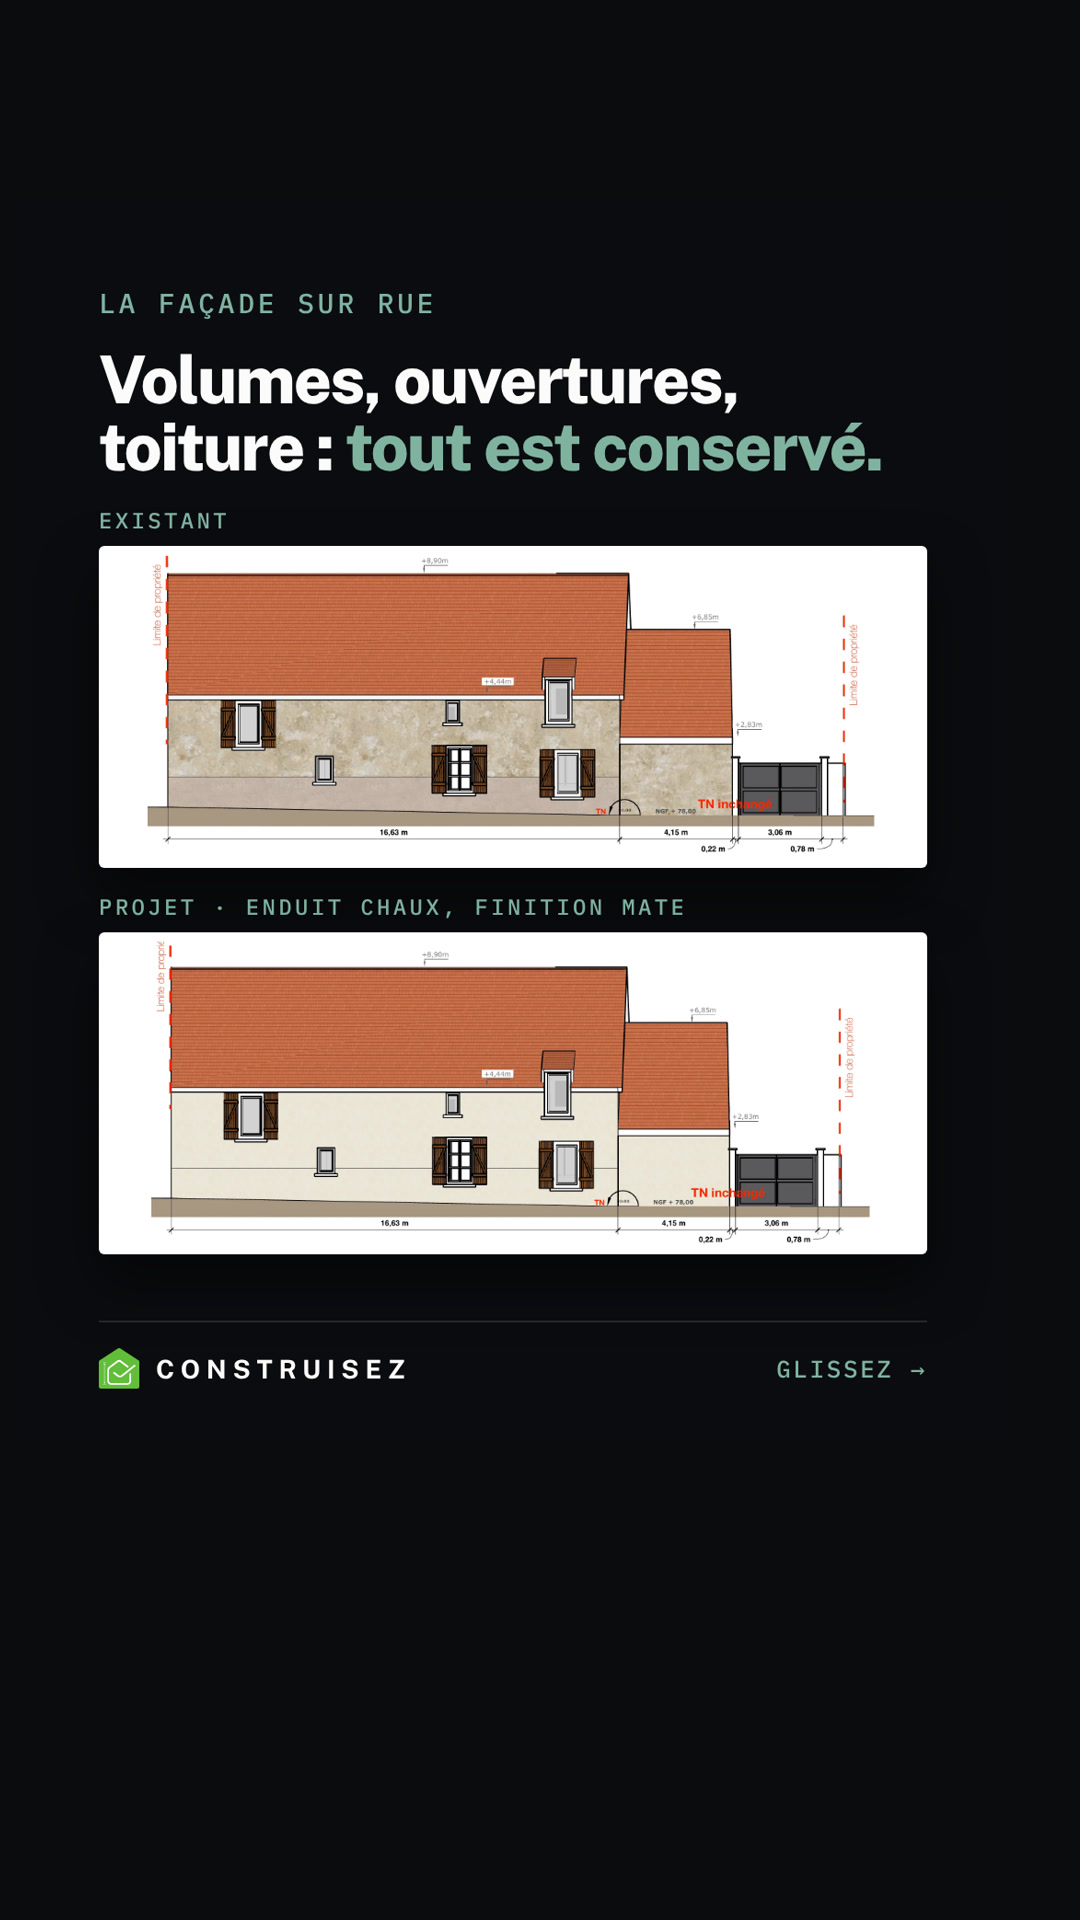 LA FAÇADE SUR RUE
Volumes, ouvertures,
toiture : tout est conservé.
EXISTANT
Limite de propriété
+8,90m
+6,85m
Limite de propriété
+4,44m
+2,83m
TN inchangé
TN
NGF + 78,00
16,63 m
4,15 m
3,06 m
0,22 m
0,78 m
PROJET · ENDUIT CHAUX, FINITION MATE
Limite de proprié
+8,90m
+6,85m
Limite de propriété
+4,44m
+2,83m
TN inchangé
TN
NGF + 78,00
16,63 m
4,15 m
3,06 m
0,22 m
0,78 m
CONSTRUISEZ
GLISSEZ →